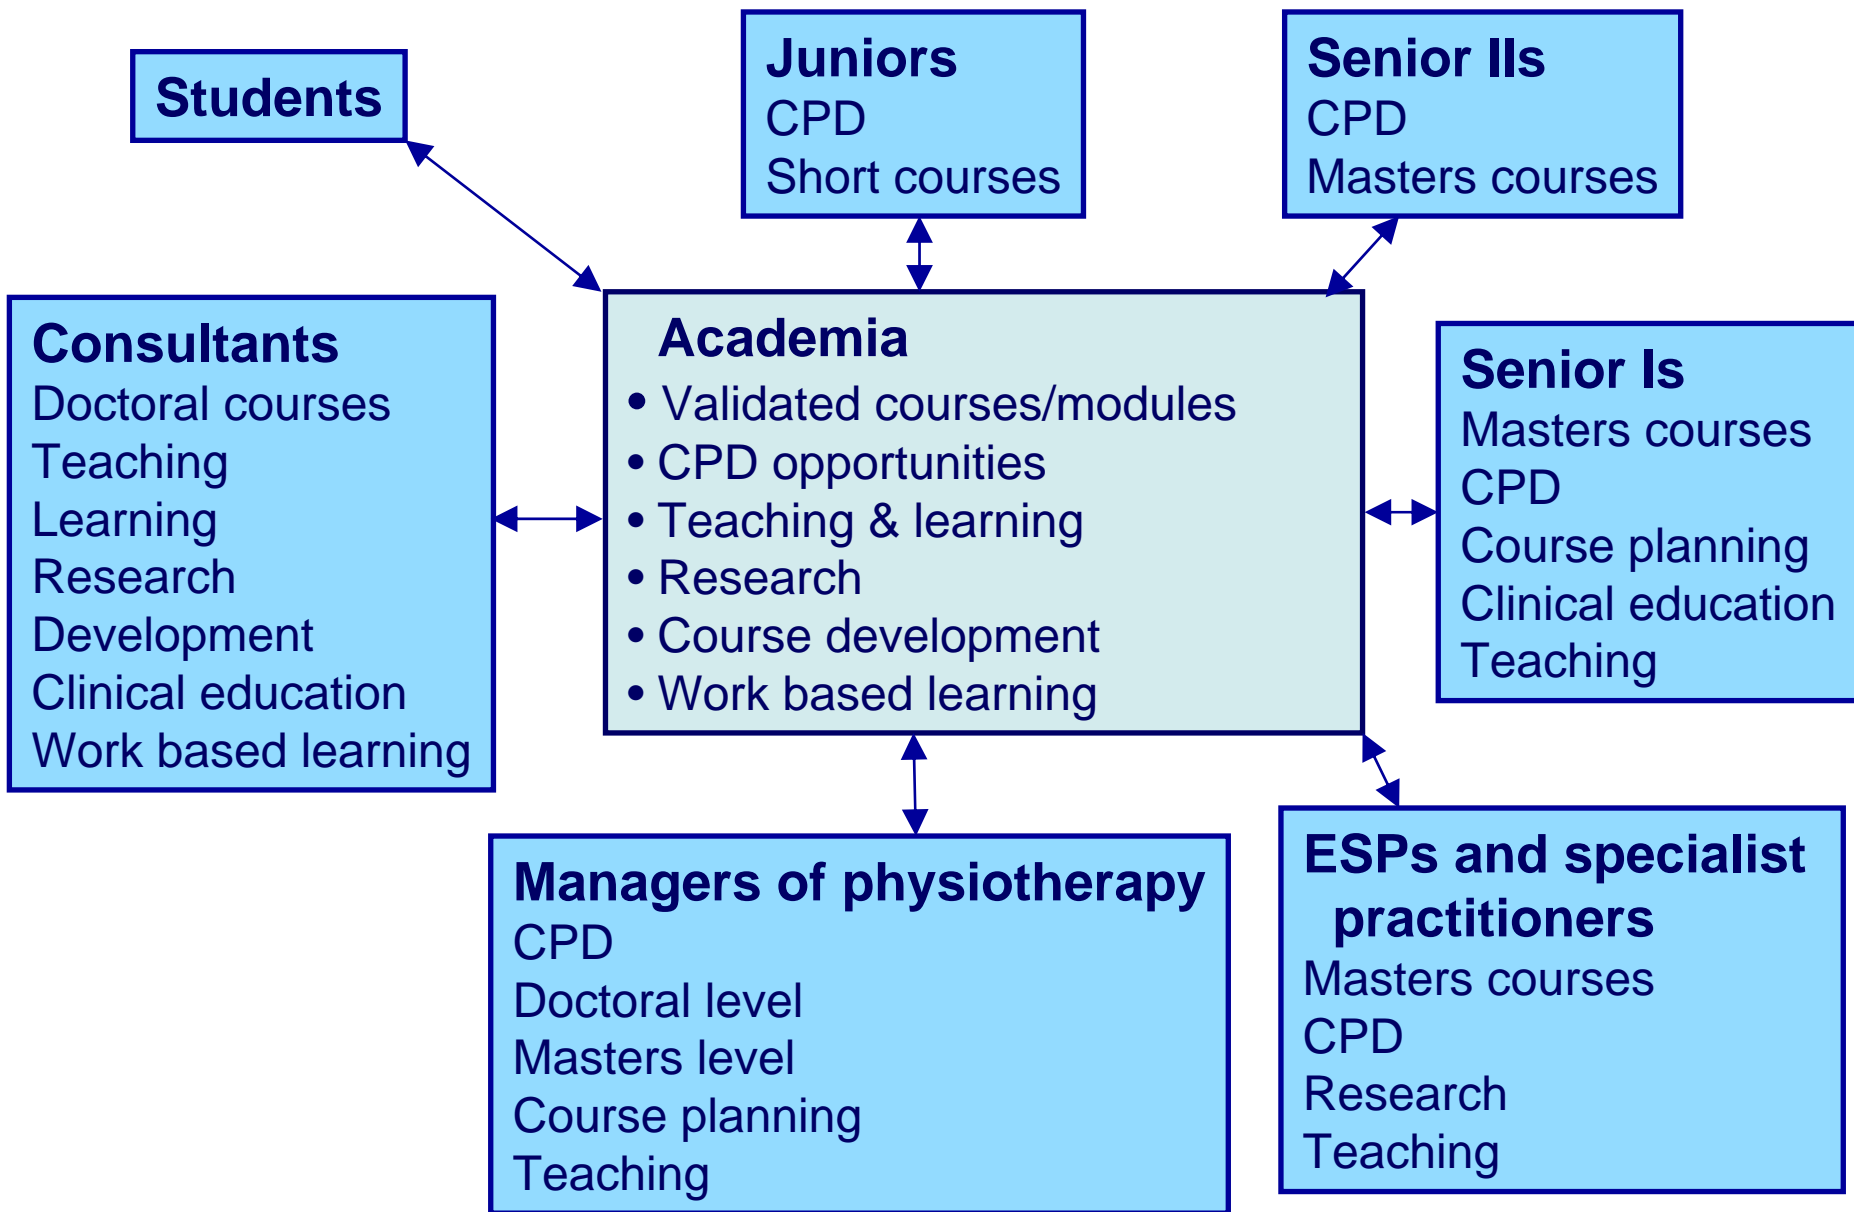 Students
Juniors
CPD
Short courses
Senior IIs
CPD
Masters courses
Consultants
Doctoral courses
Teaching
Learning
Research
Development
Clinical education
Work based learning
Academia
• Validated courses/modules
• CPD opportunities
• Teaching & learning
• Research
• Course development
• Work based learning
Senior Is
Masters courses
CPD
Course planning
Clinical education
Teaching
Managers of physiotherapy
CPD
Doctoral level
Masters level
Course planning
Teaching
ESPs and specialist
practitioners
Masters courses
CPD
Research
Teaching